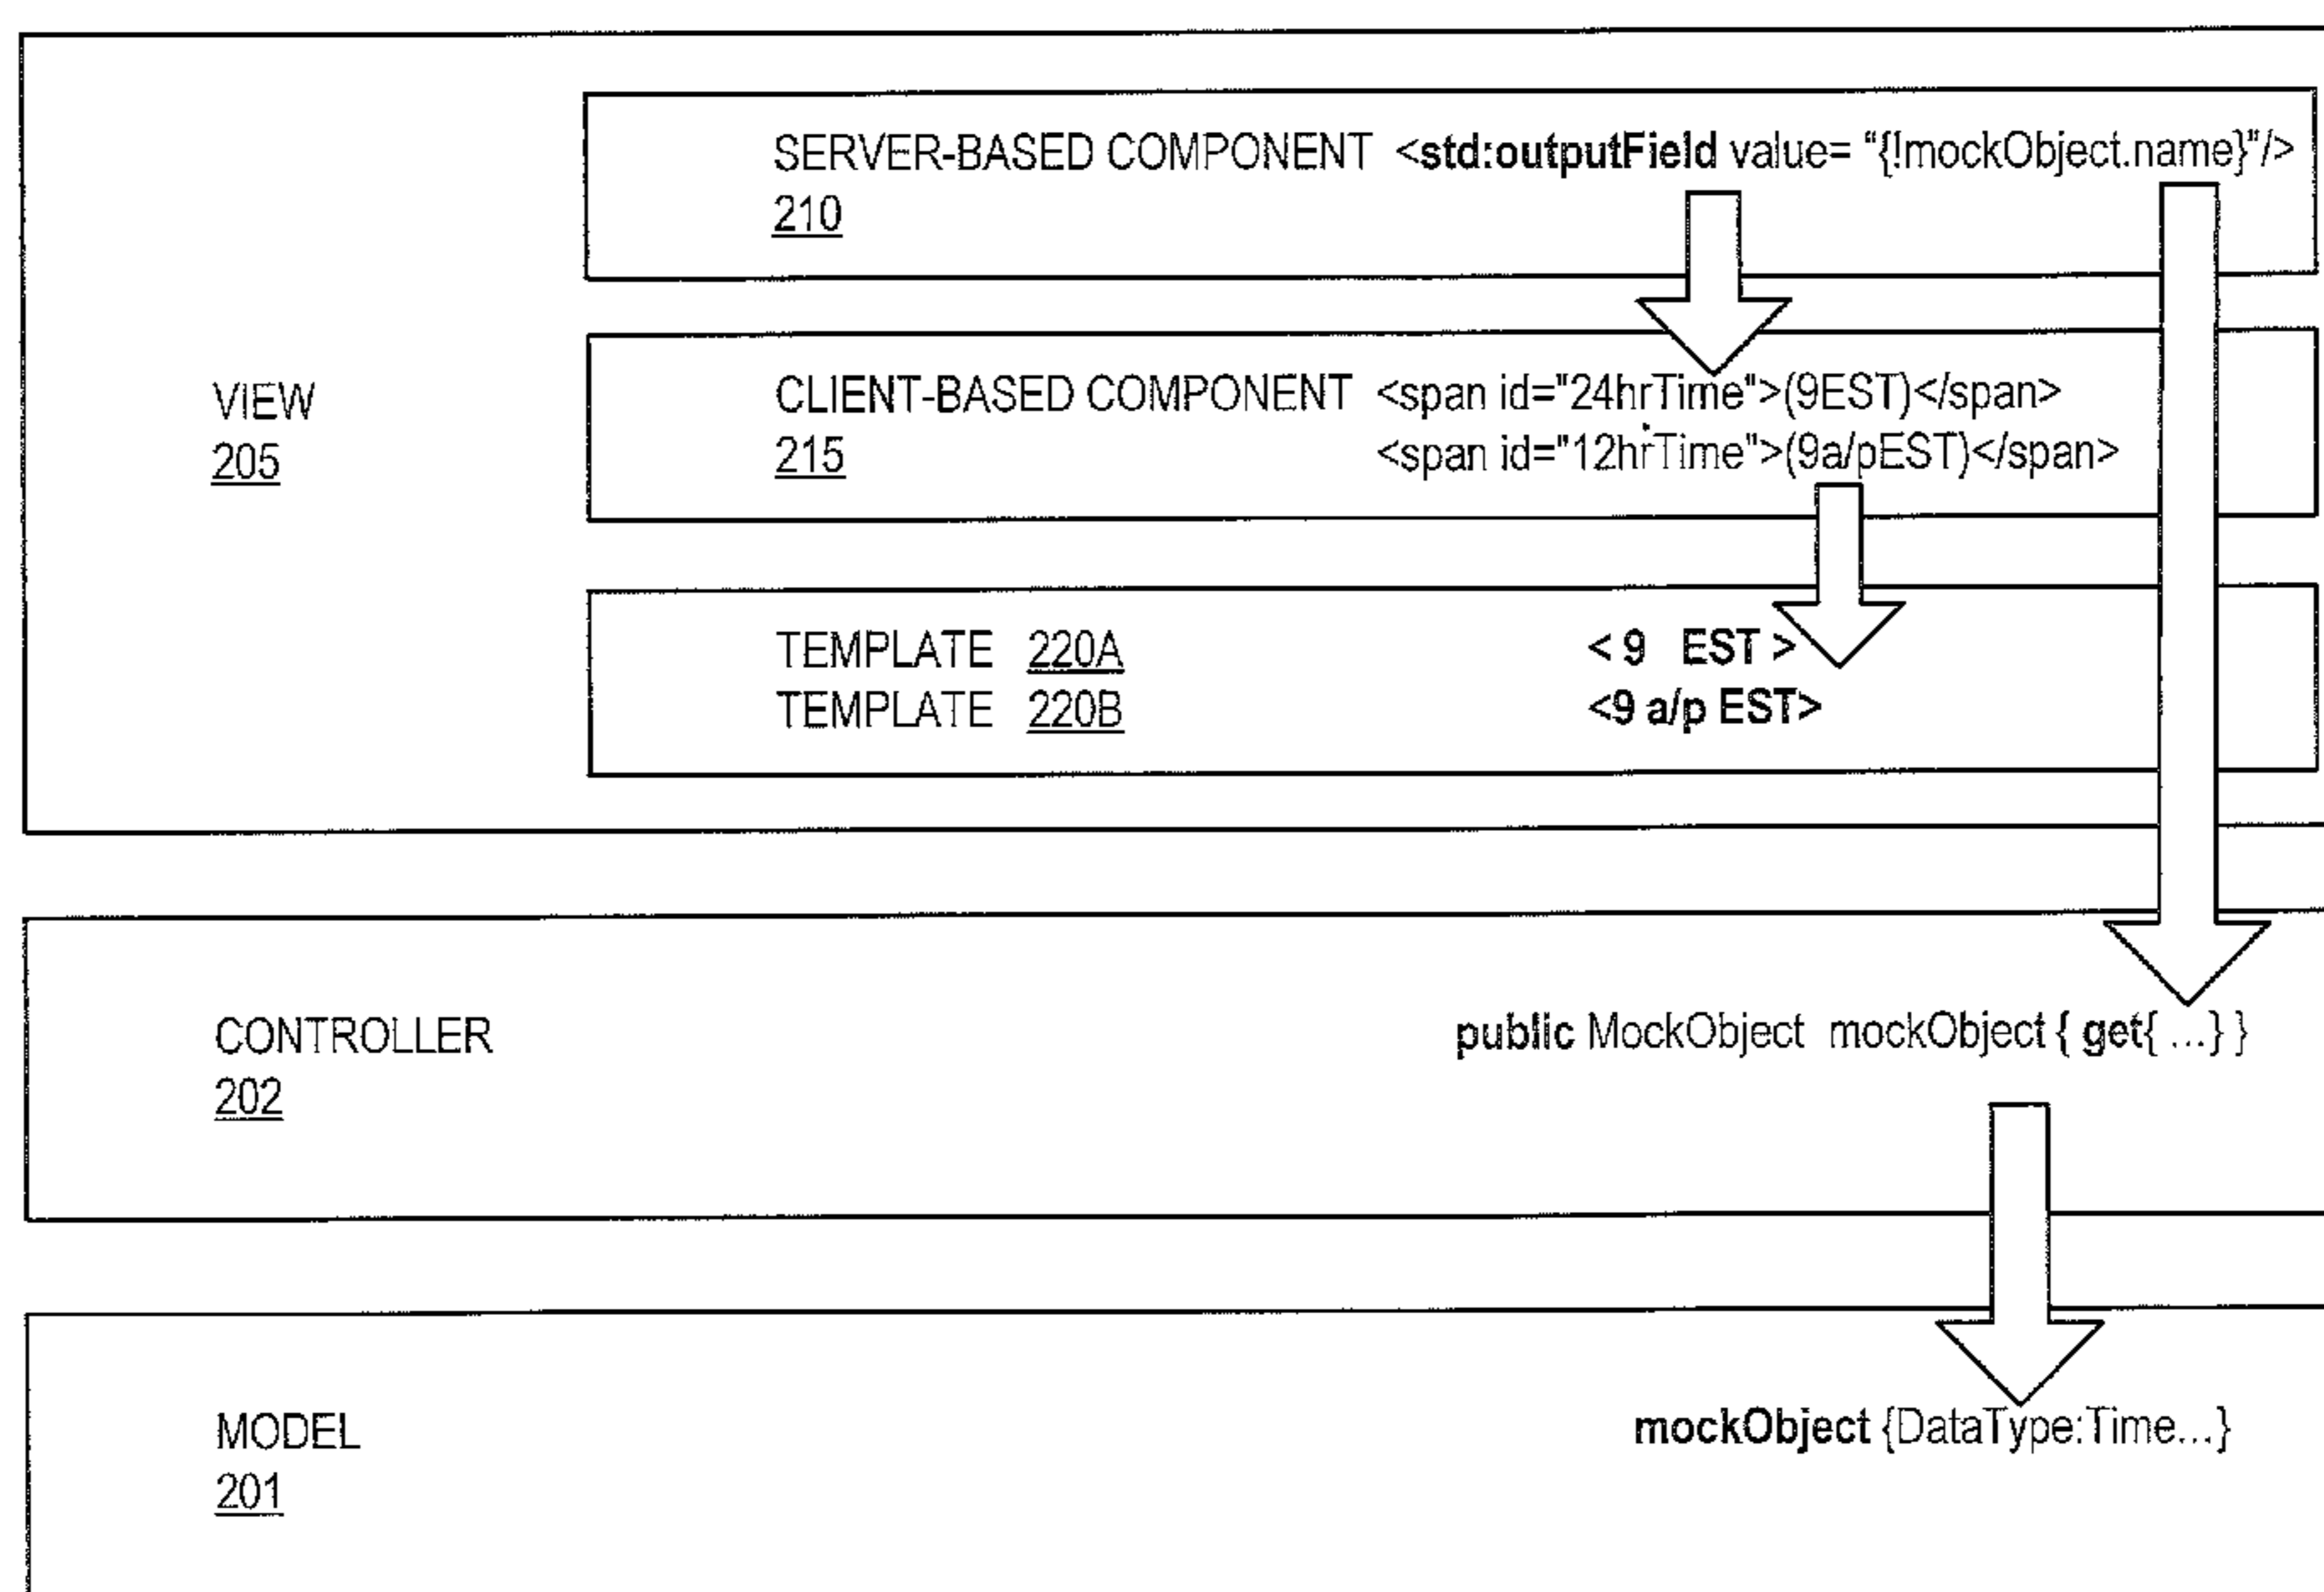 SERVER-BASED COMPONENT <std:outputField value= “{!mockObject.name}”/>
210
VIEW
205
CLIENT-BASED COMPONENT <span id="24hrTime">(9EST)</span>
215 <span id="12hrTime">(9a/pEST)</span>
TEMPLATE 220A < 9 EST >
TEMPLATE 220B <9 a/p EST>
CONTROLLER
202
public MockObject mockObject { get{ ...} }
MODEL
201
mockObject {DataType:Time...}